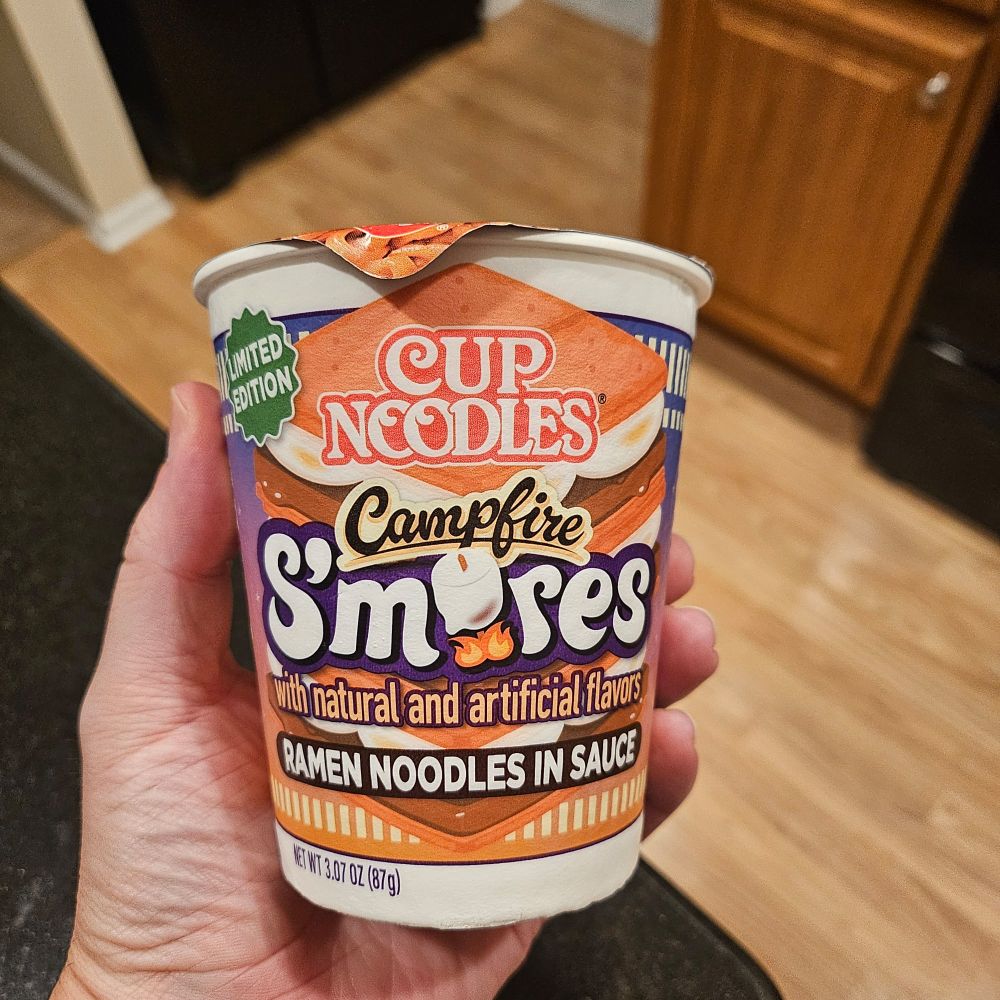 LIMITED
EDITION
CUP
NOODLES®
Campfire
S'mores
with natural and artificial flavors
RAMEN NOODLES IN SAUCE
NET WT 3.07 OZ (87g)